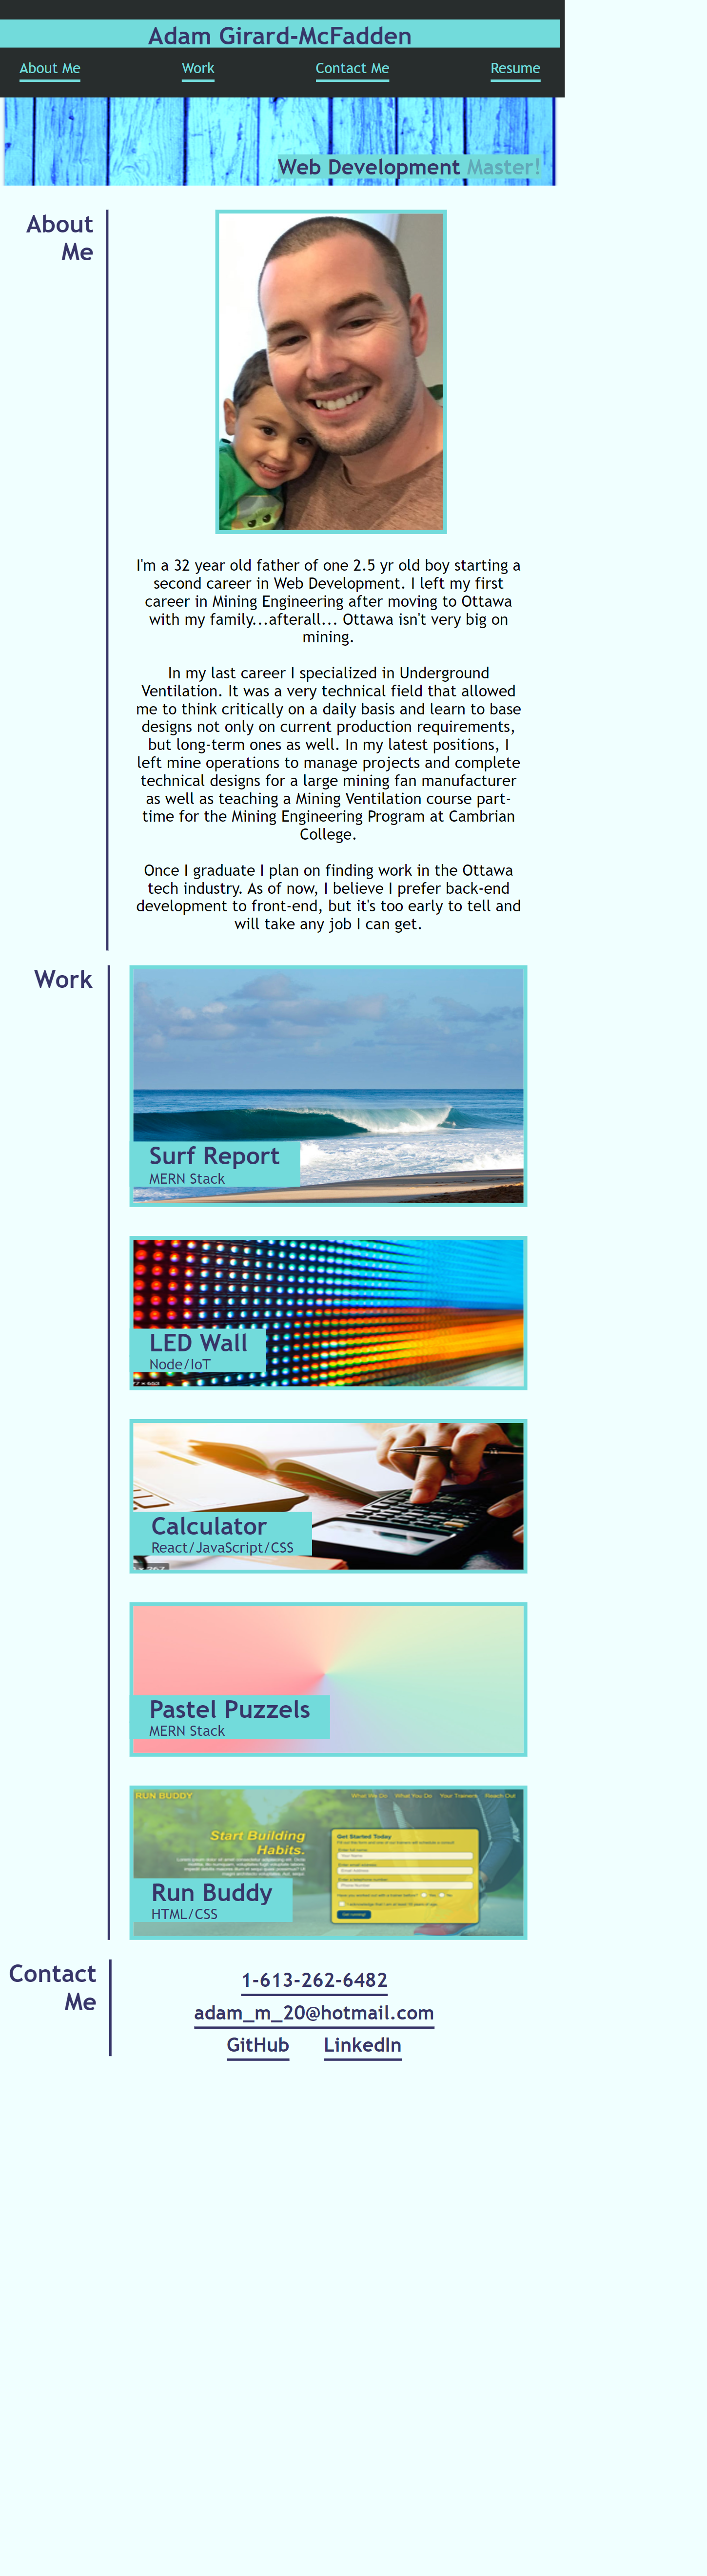 Adam Girard-McFadden
About Me
Work
Contact Me
Resume
Web Development Master!
About
Me
I'm a 32 year old father of one 2.5 yr old boy starting a
second career in Web Development. I left my first
career in Mining Engineering after moving to Ottawa
with my family...afterall... Ottawa isn't very big on
mining.
In my last career I specialized in Underground
Ventilation. It was a very technical field that allowed
me to think critically on a daily basis and learn to base
designs not only on current production requirements,
but long-term ones as well. In my latest positions, I
left mine operations to manage projects and complete
technical designs for a large mining fan manufacturer
as well as teaching a Mining Ventilation course part-
time for the Mining Engineering Program at Cambrian
College.
Once I graduate I plan on finding work in the Ottawa
tech industry. As of now, I believe I prefer back-end
development to front-end, but it's too early to tell and
will take any job I can get.
Work
Surf Report
MERN Stack
LED Wall
Node/IoT
Calculator
React/JavaScript/CSS
Pastel Puzzels
MERN Stack
RUN BUDDY
What We Do
What You Do
Your Trainers
Reach Out
Start Building
Habits.
Get Started Today
Run Buddy
HTML/CSS
Contact
Me
1-613-262-6482
adam_m_20@hotmail.com
GitHub
LinkedIn